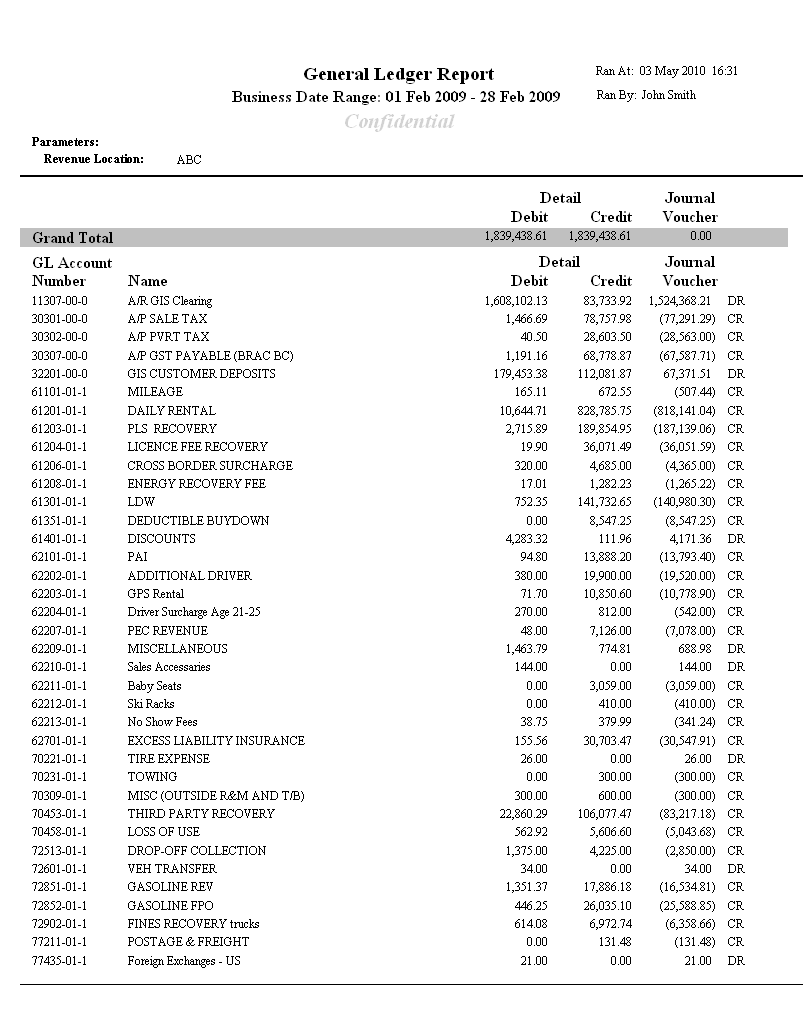 General Ledger Report Ran At: 03 May 2010 16:31
Business Date Range: 01 Feb 2009 - 28 Feb 2009 Ran By: John Smith
Confidential
Parameters:
Revenue Location: ABC
Detail Journal
Debit Credit Voucher
Grand Total 1,839,438.61 1,839,438.61 0.00
GL Account Detail Journal
Number Name Debit Credit Voucher
11307-00-0 A/R GIS Clearing 1,608,102.13 83,733.92 1,524,368.21 DR
30301-00-0 A/P SALE TAX 1,466.69 78,757.98 (77,291.29) CR
30302-00-0 A/P PVRT TAX 40.50 28,603.50 (28,563.00) CR
30307-00-0 A/P GST PAYABLE (BRAC BC) 1,191.16 68,778.87 (67,587.71) CR
32201-00-0 GIS CUSTOMER DEPOSITS 179,453.38 112,081.87 67,371.51 DR
61101-01-1 MILEAGE 165.11 672.55 (507.44) CR
61201-01-1 DAILY RENTAL 10,644.71 828,785.75 (818,141.04) CR
61203-01-1 PLS RECOVERY 2,715.89 189,854.95 (187,139.06) CR
61204-01-1 LICENCE FEE RECOVERY 19.90 36,071.49 (36,051.59) CR
61206-01-1 CROSS BORDER SURCHARGE 320.00 4,685.00 (4,365.00) CR
61208-01-1 ENERGY RECOVERY FEE 17.01 1,282.23 (1,265.22) CR
61301-01-1 LDW 752.35 141,732.65 (140,980.30) CR
61351-01-1 DEDUCTIBLE BUYDOWN 0.00 8,547.25 (8,547.25) CR
61401-01-1 DISCOUNTS 4,283.32 111.96 4,171.36 DR
62101-01-1 PAI 94.80 13,888.20 (13,793.40) CR
62202-01-1 ADDITIONAL DRIVER 380.00 19,900.00 (19,520.00) CR
62203-01-1 GPS Rental 71.70 10,850.60 (10,778.90) CR
62204-01-1 Driver Surcharge Age 21-25 270.00 812.00 (542.00) CR
62207-01-1 PEC REVENUE 48.00 7,126.00 (7,078.00) CR
62209-01-1 MISCELLANEOUS 1,463.79 774.81 688.98 DR
62210-01-1 Sales Accessaries 144.00 0.00 144.00 DR
62211-01-1 Baby Seats 0.00 3,059.00 (3,059.00) CR
62212-01-1 Ski Racks 0.00 410.00 (410.00) CR
62213-01-1 No Show Fees 38.75 379.99 (341.24) CR
62701-01-1 EXCESS LIABILITY INSURANCE 155.56 30,703.47 (30,547.91) CR
70221-01-1 TIRE EXPENSE 26.00 0.00 26.00 DR
70231-01-1 TOWING 0.00 300.00 (300.00) CR
70309-01-1 MISC (OUTSIDE R&M AND T/B) 300.00 600.00 (300.00) CR
70453-01-1 THIRD PARTY RECOVERY 22,860.29 106,077.47 (83,217.18) CR
70458-01-1 LOSS OF USE 562.92 5,606.60 (5,043.68) CR
72513-01-1 DROP-OFF COLLECTION 1,375.00 4,225.00 (2,850.00) CR
72601-01-1 VEH TRANSFER 34.00 0.00 34.00 DR
72851-01-1 GASOLINE REV 1,351.37 17,886.18 (16,534.81) CR
72852-01-1 GASOLINE FPO 446.25 26,035.10 (25,588.85) CR
72902-01-1 FINES RECOVERY trucks 614.08 6,972.74 (6,358.66) CR
77211-01-1 POSTAGE & FREIGHT 0.00 131.48 (131.48) CR
77435-01-1 Foreign Exchanges - US 21.00 0.00 21.00 DR